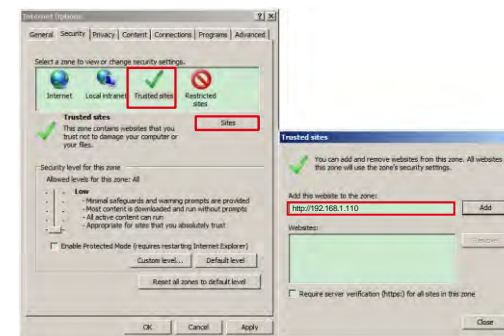 Internet Options
General Security Privacy Content Connections Programs Advanced
Select a zone to view or change security settings.
Internet Local intranet Trusted sites Restricted sites
Trusted sites
This zone contains websites that you
trust not to damage your computer or
your files.
Sites
Security level for this zone
Allowed levels for this zone: All
Low
- Minimal safeguards and warning prompts are provided
- Most content is downloaded and run without prompts
- All active content can run
- Appropriate for sites that you absolutely trust
Enable Protected Mode (requires restarting Internet Explorer)
Custom level... Default level
Reset all zones to default level
OK Cancel Apply
Trusted sites
You can add and remove websites from this zone. All websites
this zone will use the zone's security settings.
Add this website to the zone:
http://192.168.1.110
Add
Websites:
Remove
Require server verification (https:) for all sites in this zone
Close